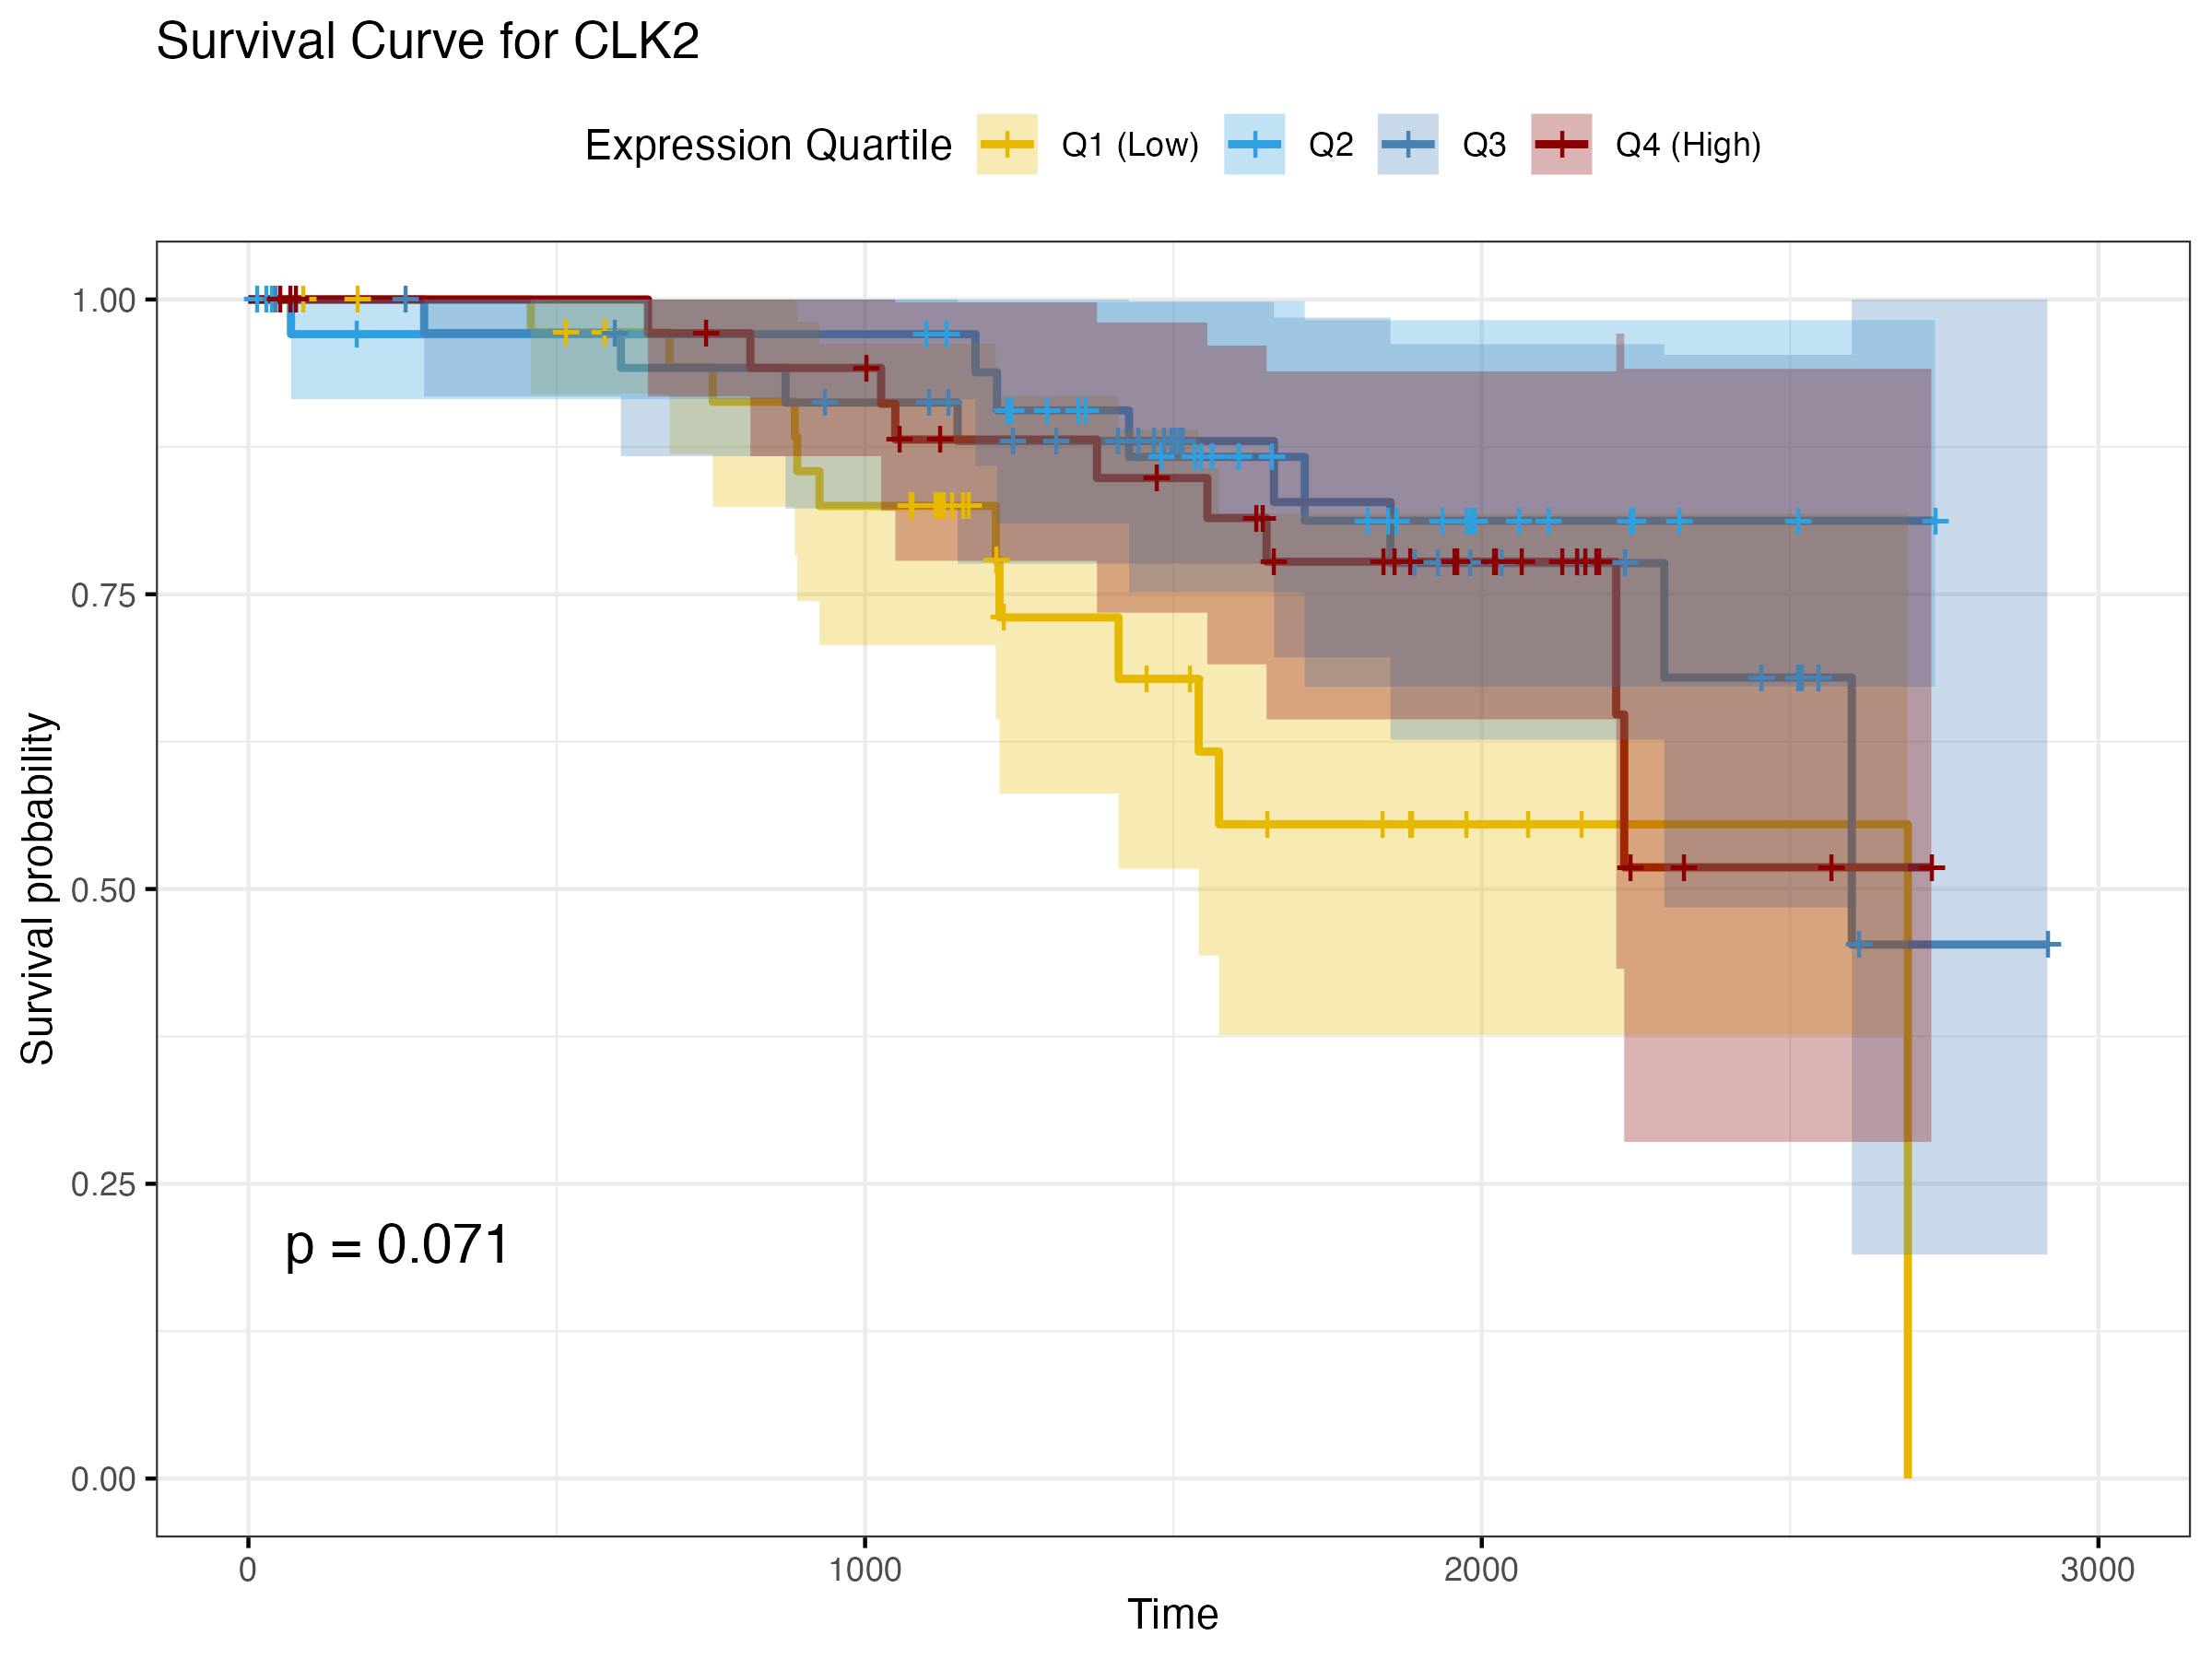 Survival Curve for CLK2
Expression Quartile Q1 (Low) Q2 Q3 Q4 (High)
1.00
0.75
0.50
0.25
0.00
Survival probability
p = 0.071
0 1000 2000 3000
Time